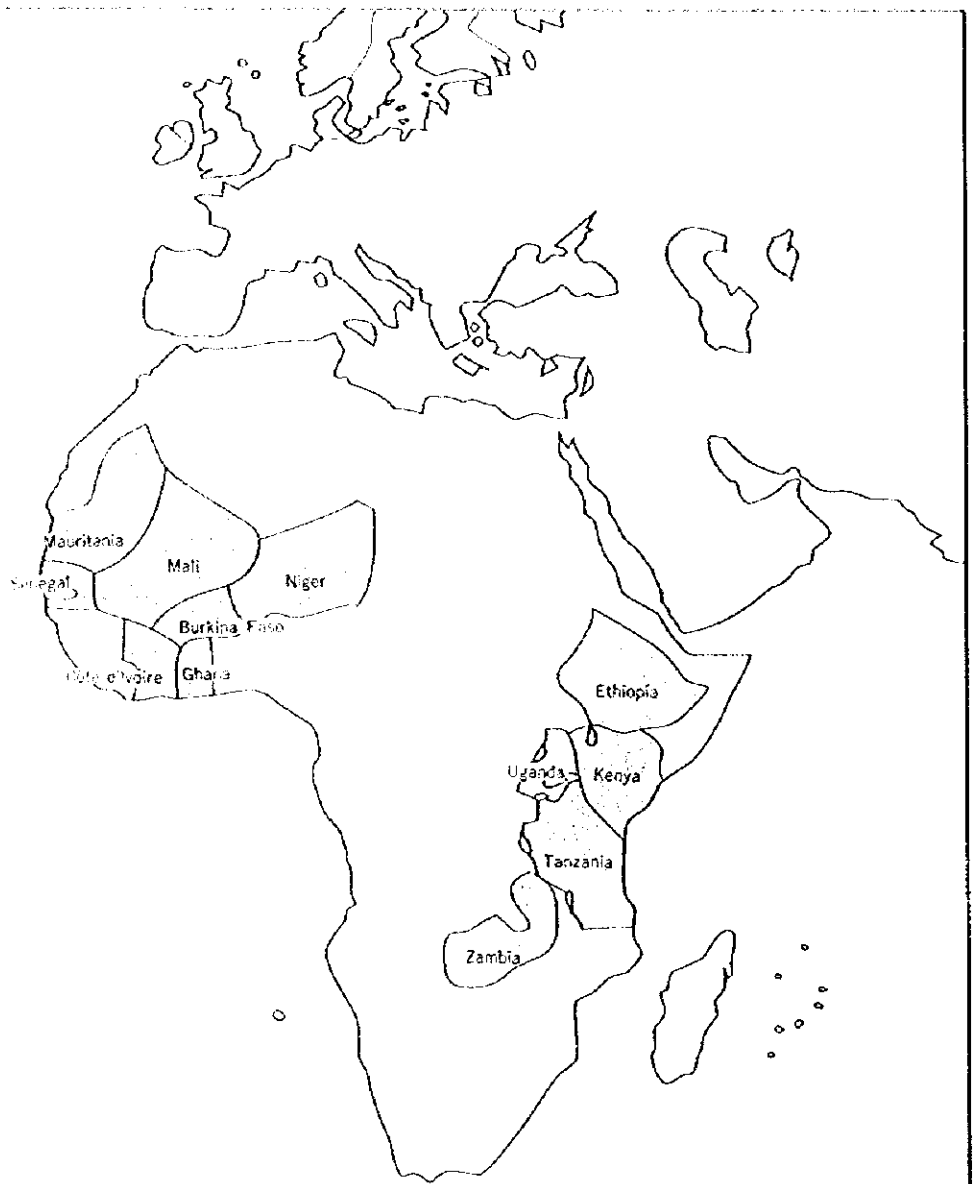 Mauritania
Mali
Senegal
Niger
Burkina Faso
Côte d'Ivoire
Ghana
Ethiopia
Uganda
Kenya
Tanzania
Zambia